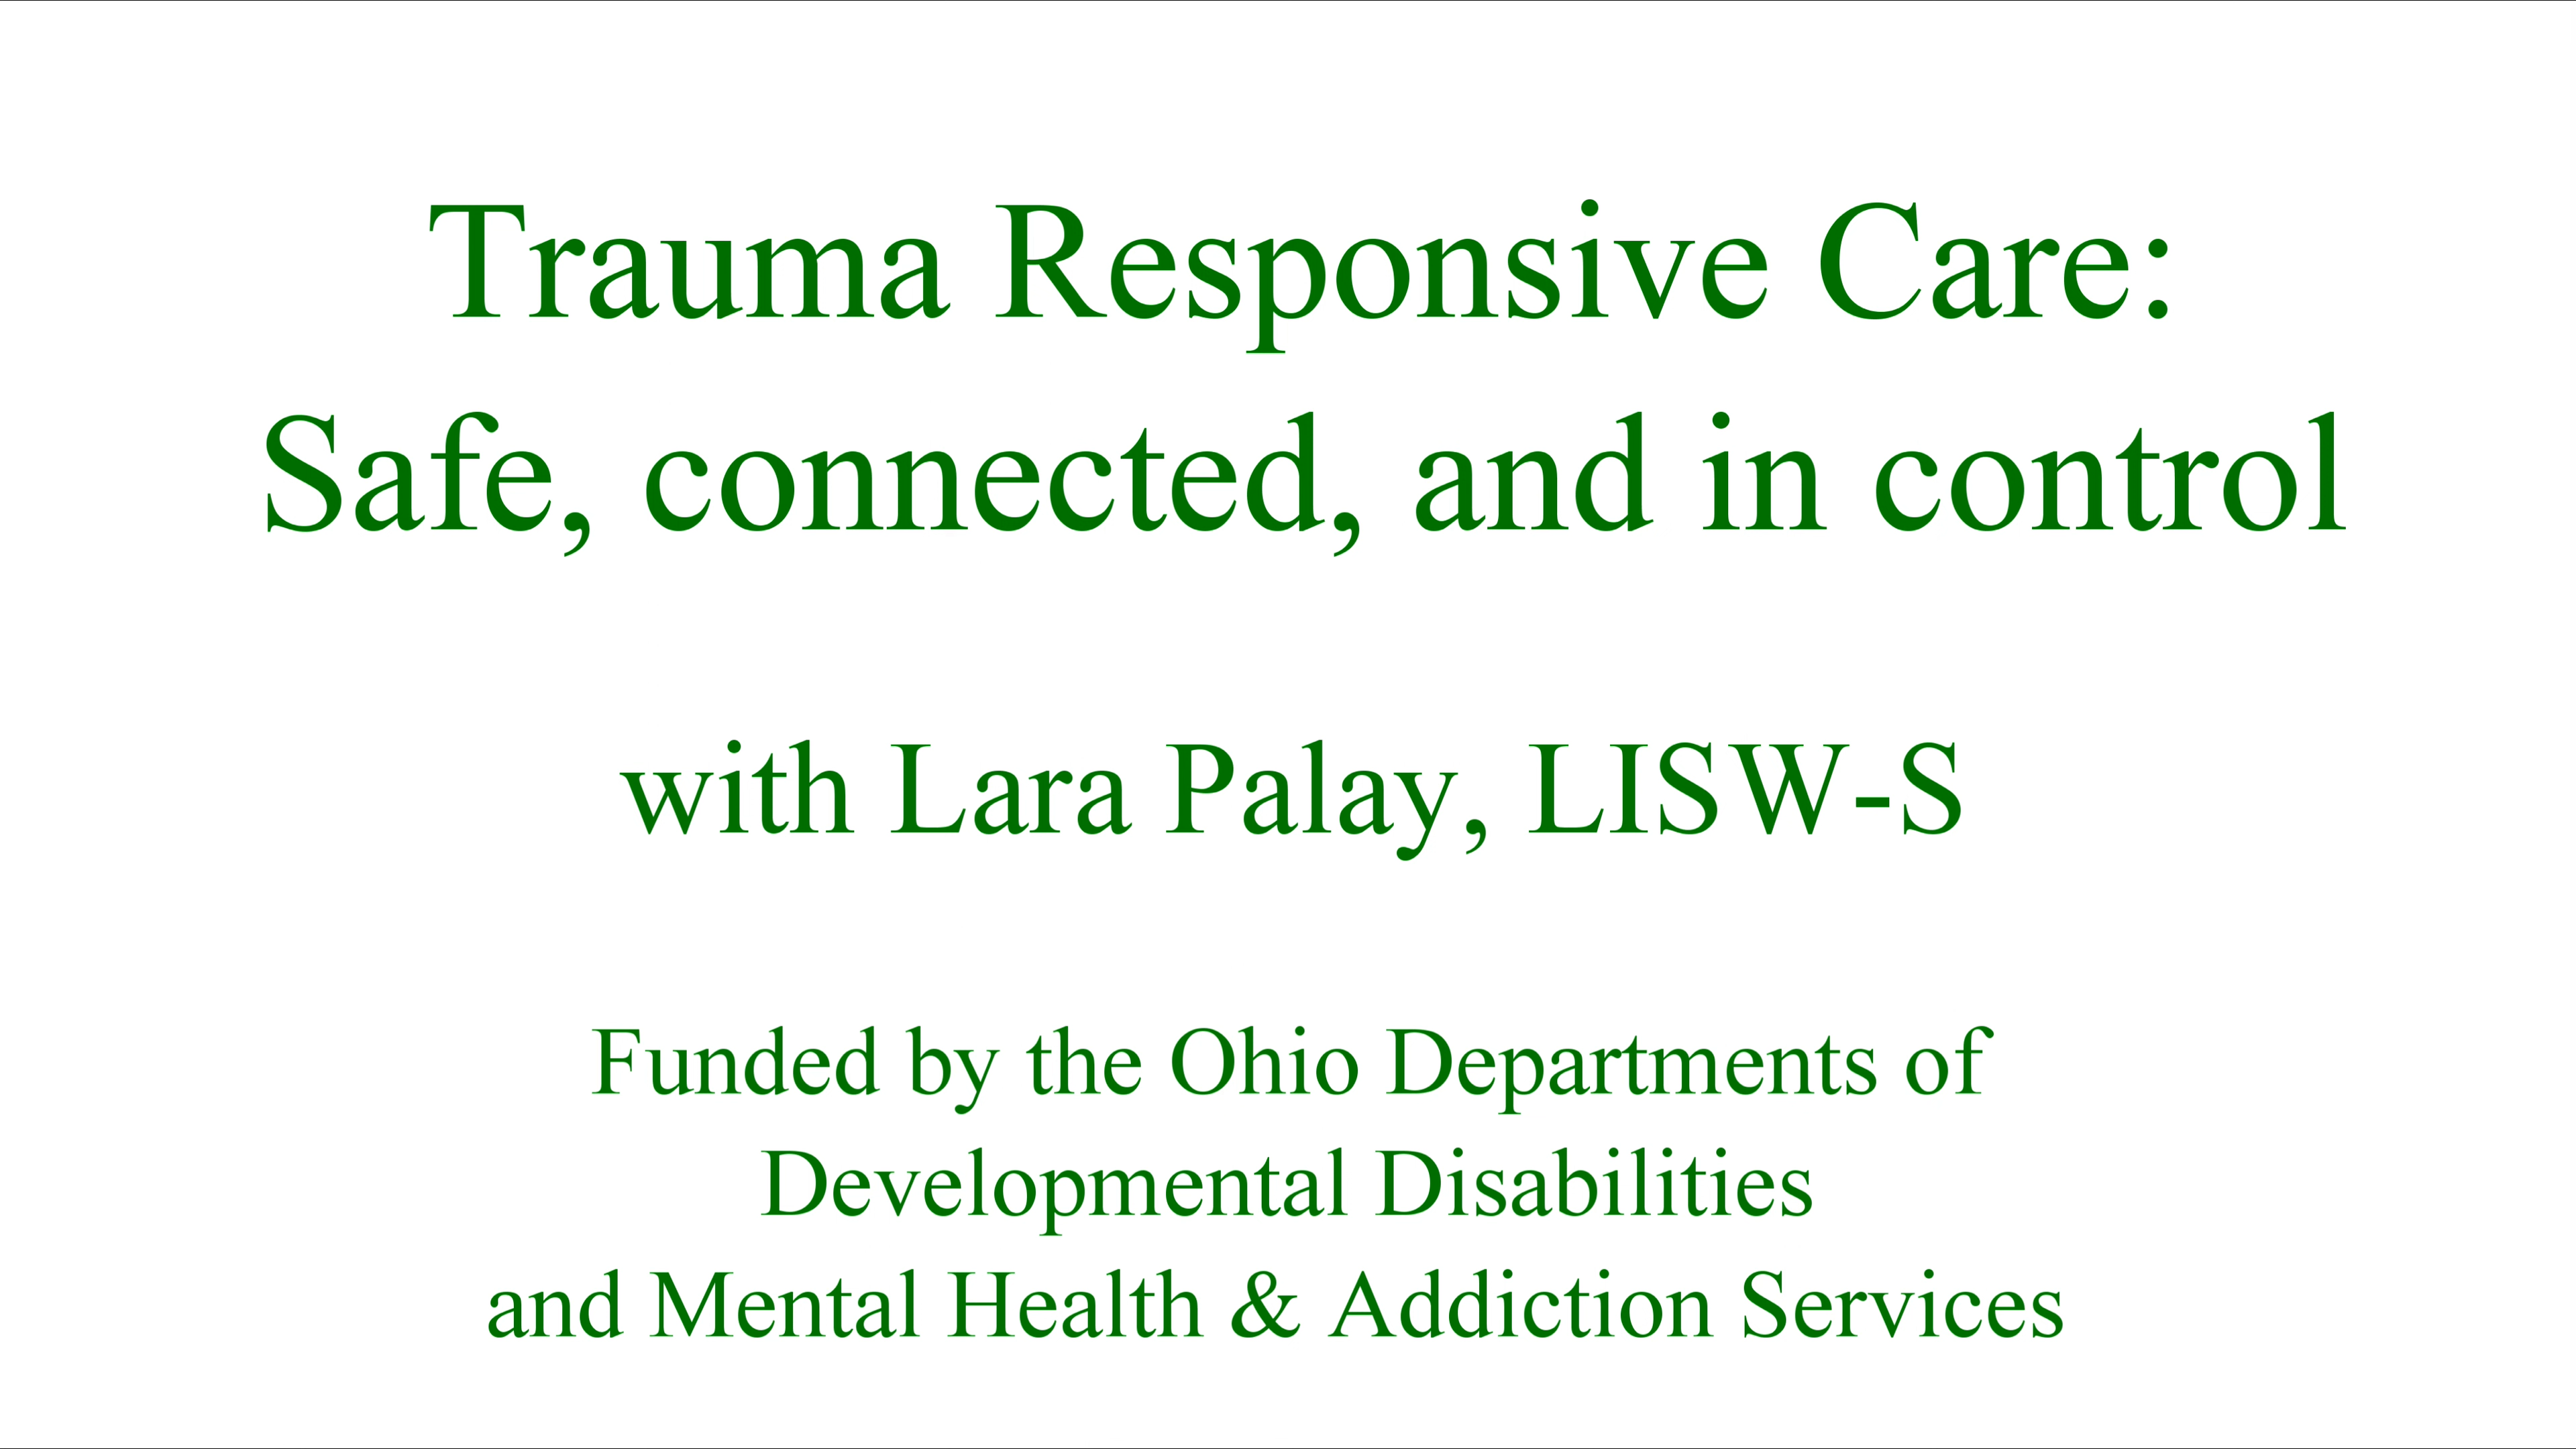 Trauma Responsive Care:
Safe, connected, and in control
with Lara Palay, LISW-S
Funded by the Ohio Departments of
Developmental Disabilities
and Mental Health & Addiction Services